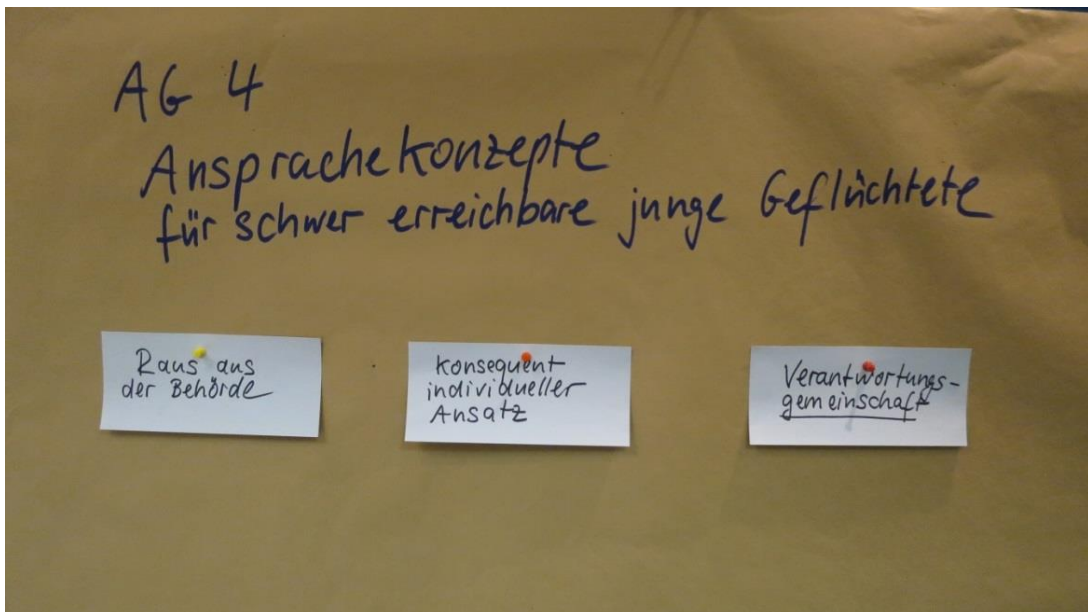 AG 4
Ansprachekonzepte
für schwer erreichbare junge Geflüchtete
Raus aus
der Behörde
Konsequent
individueller
Ansatz
Verantwortungs-
gemeinschaft